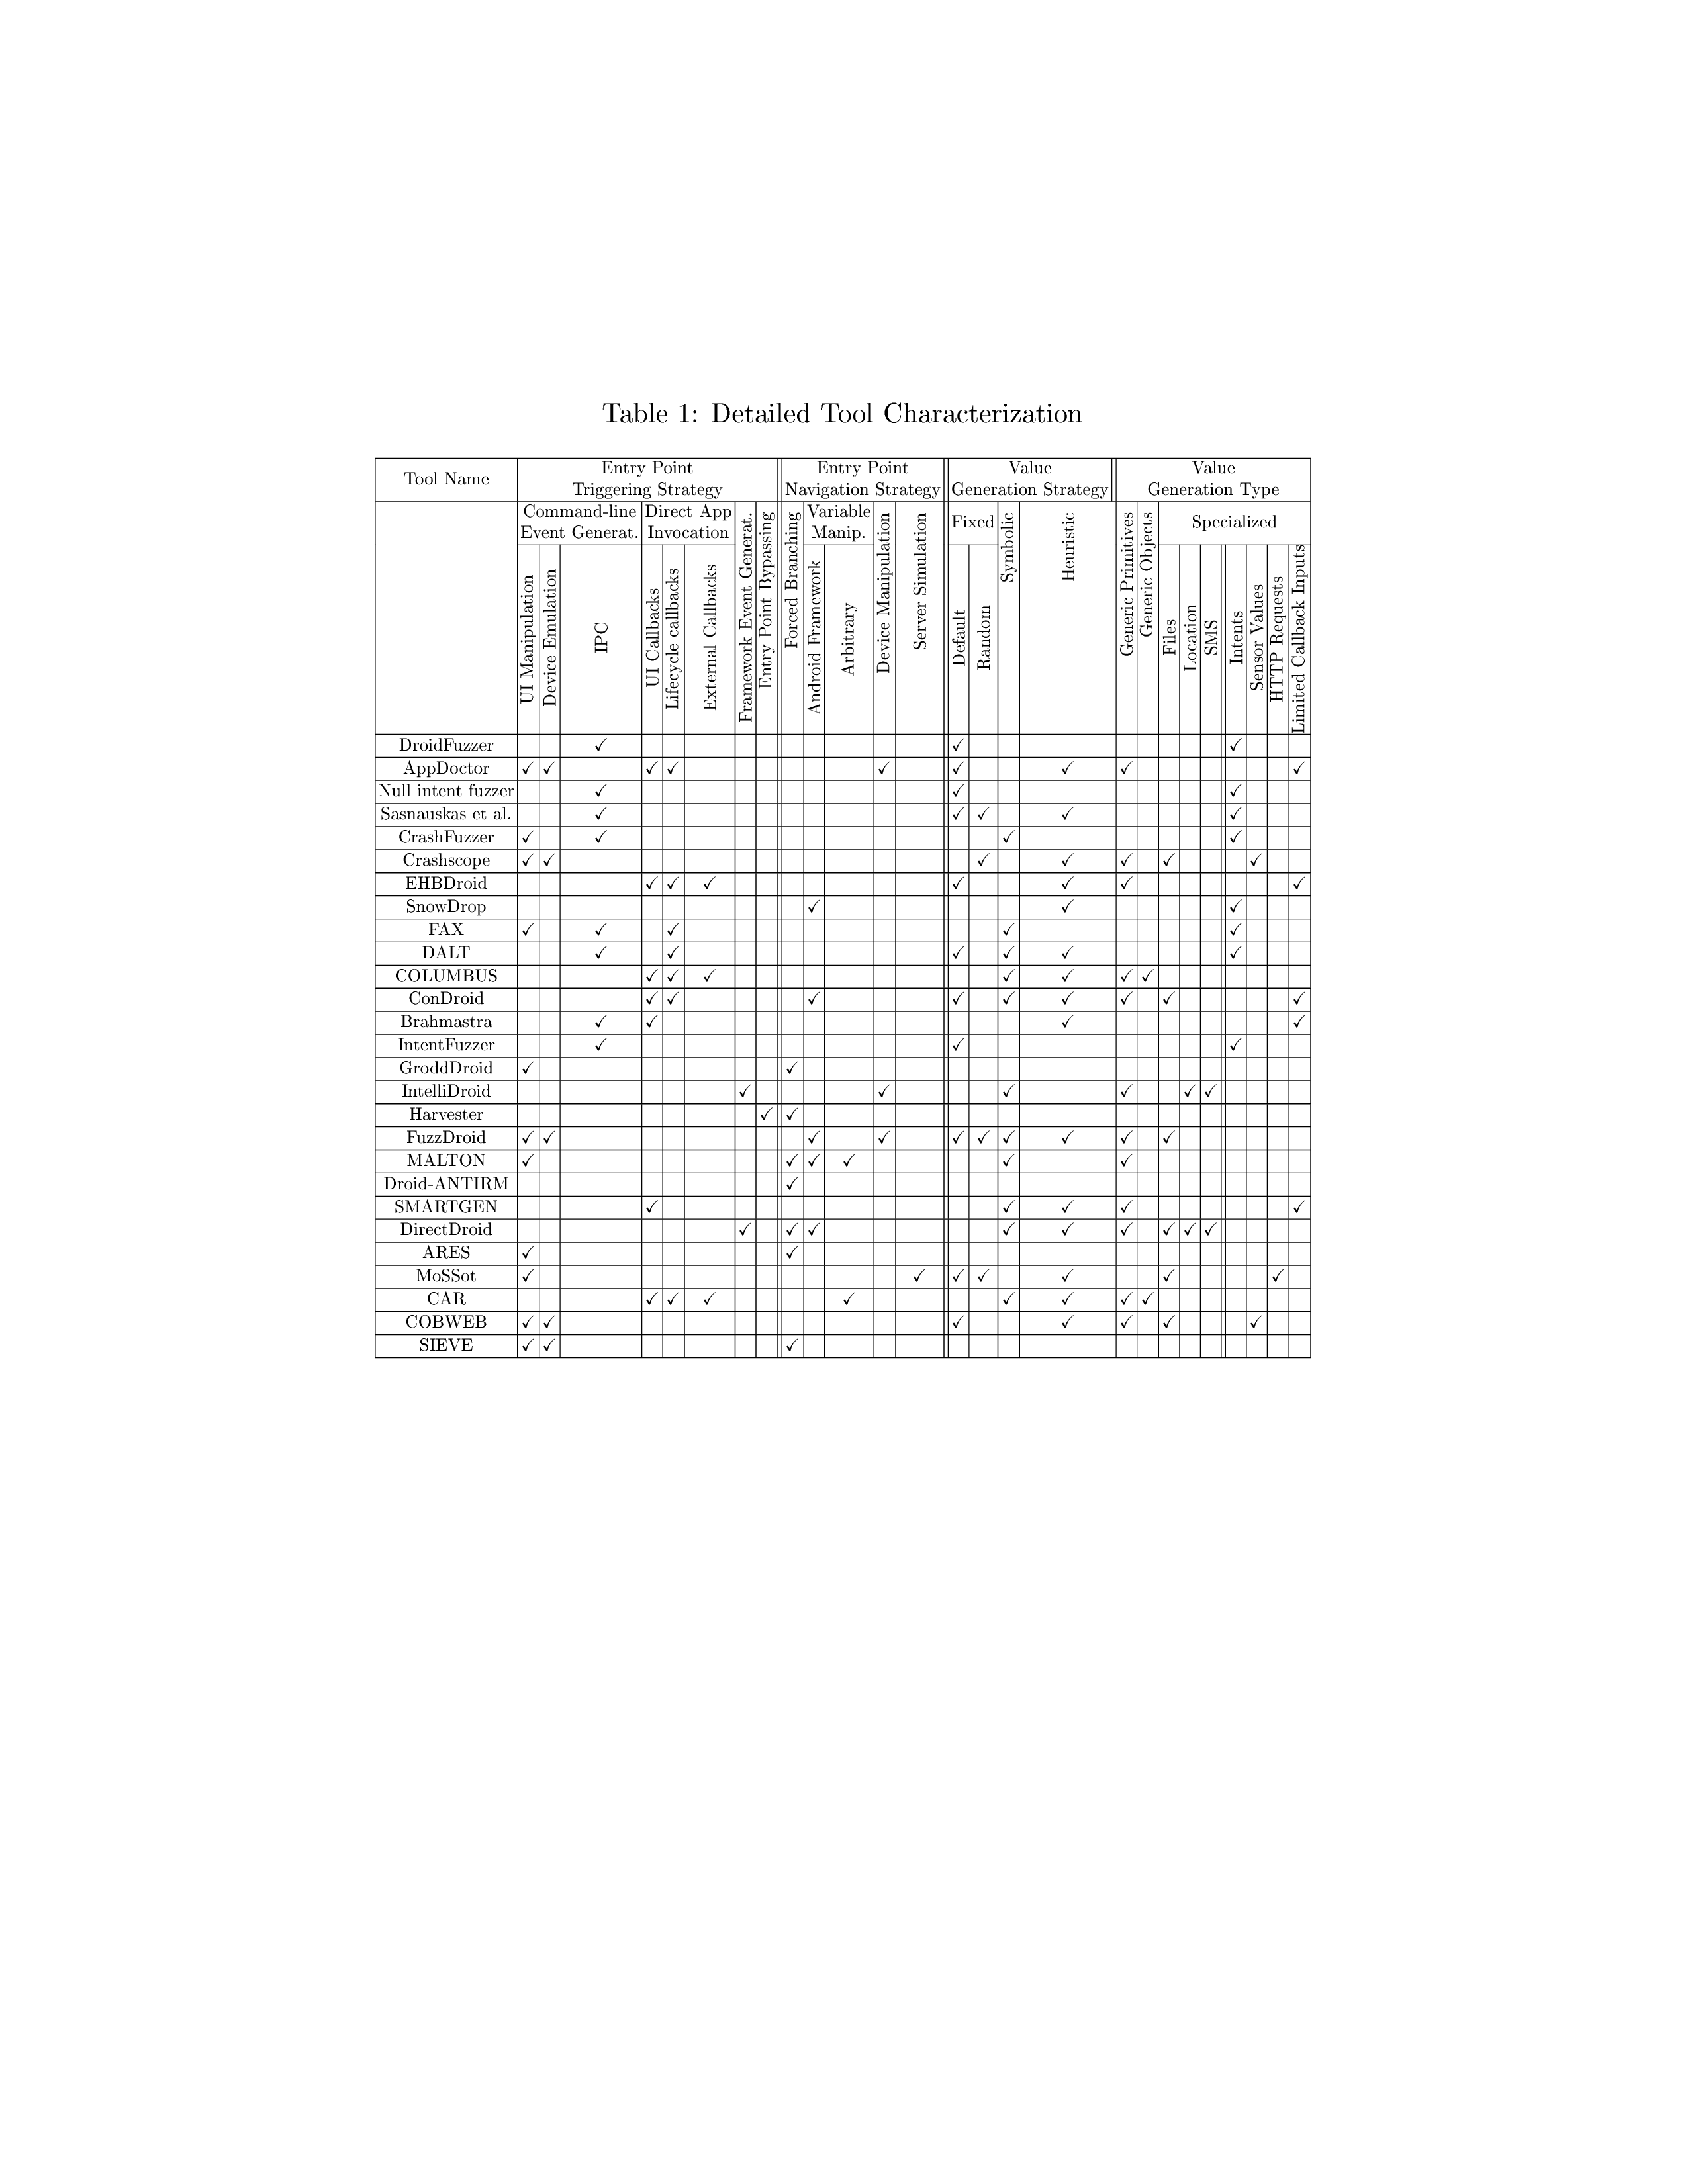 Table 1: Detailed Tool Characterization
Tool Name
Entry Point
Triggering Strategy
Entry Point
Navigation Strategy
Value
Generation Strategy
Value
Generation Type
Command-line
Event Generat.
Direct App
Invocation
Framework Event Generat.
Entry Point Bypassing
Forced Branching
Variable
Manip.
Device Manipulation
Server Simulation
Fixed
Symbolic
Heuristic
Generic Primitives
Generic Objects
Specialized
UI Manipulation
Device Emulation
IPC
UI Callbacks
Lifecycle callbacks
External Callbacks
Android Framework
Arbitrary
Default
Random
Files
Location
SMS
Intents
Sensor Values
HTTP Requests
Limited Callback Inputs
DroidFuzzer ✓ ✓ ✓
AppDoctor ✓ ✓ ✓ ✓ ✓ ✓ ✓ ✓ ✓
Null intent fuzzer ✓ ✓ ✓
Sasnauskas et al. ✓ ✓ ✓ ✓ ✓
CrashFuzzer ✓ ✓ ✓ ✓
Crashscope ✓ ✓ ✓ ✓ ✓ ✓ ✓
EHBDroid ✓ ✓ ✓ ✓ ✓ ✓ ✓
SnowDrop ✓ ✓ ✓
FAX ✓ ✓ ✓ ✓ ✓
DALT ✓ ✓ ✓ ✓ ✓ ✓
COLUMBUS ✓ ✓ ✓ ✓ ✓ ✓ ✓
ConDroid ✓ ✓ ✓ ✓ ✓ ✓ ✓ ✓ ✓
Brahmastra ✓ ✓ ✓ ✓
IntentFuzzer ✓ ✓ ✓
GroddDroid ✓ ✓
IntelliDroid ✓ ✓ ✓ ✓ ✓ ✓
Harvester ✓ ✓
FuzzDroid ✓ ✓ ✓ ✓ ✓ ✓ ✓ ✓ ✓ ✓
MALTON ✓ ✓ ✓ ✓ ✓ ✓
Droid-ANTIRM ✓
SMARTGEN ✓ ✓ ✓ ✓ ✓
DirectDroid ✓ ✓ ✓ ✓ ✓ ✓ ✓ ✓ ✓
ARES ✓ ✓
MoSSot ✓ ✓ ✓ ✓ ✓ ✓ ✓
CAR ✓ ✓ ✓ ✓ ✓ ✓ ✓ ✓
COBWEB ✓ ✓ ✓ ✓ ✓ ✓ ✓
SIEVE ✓ ✓ ✓